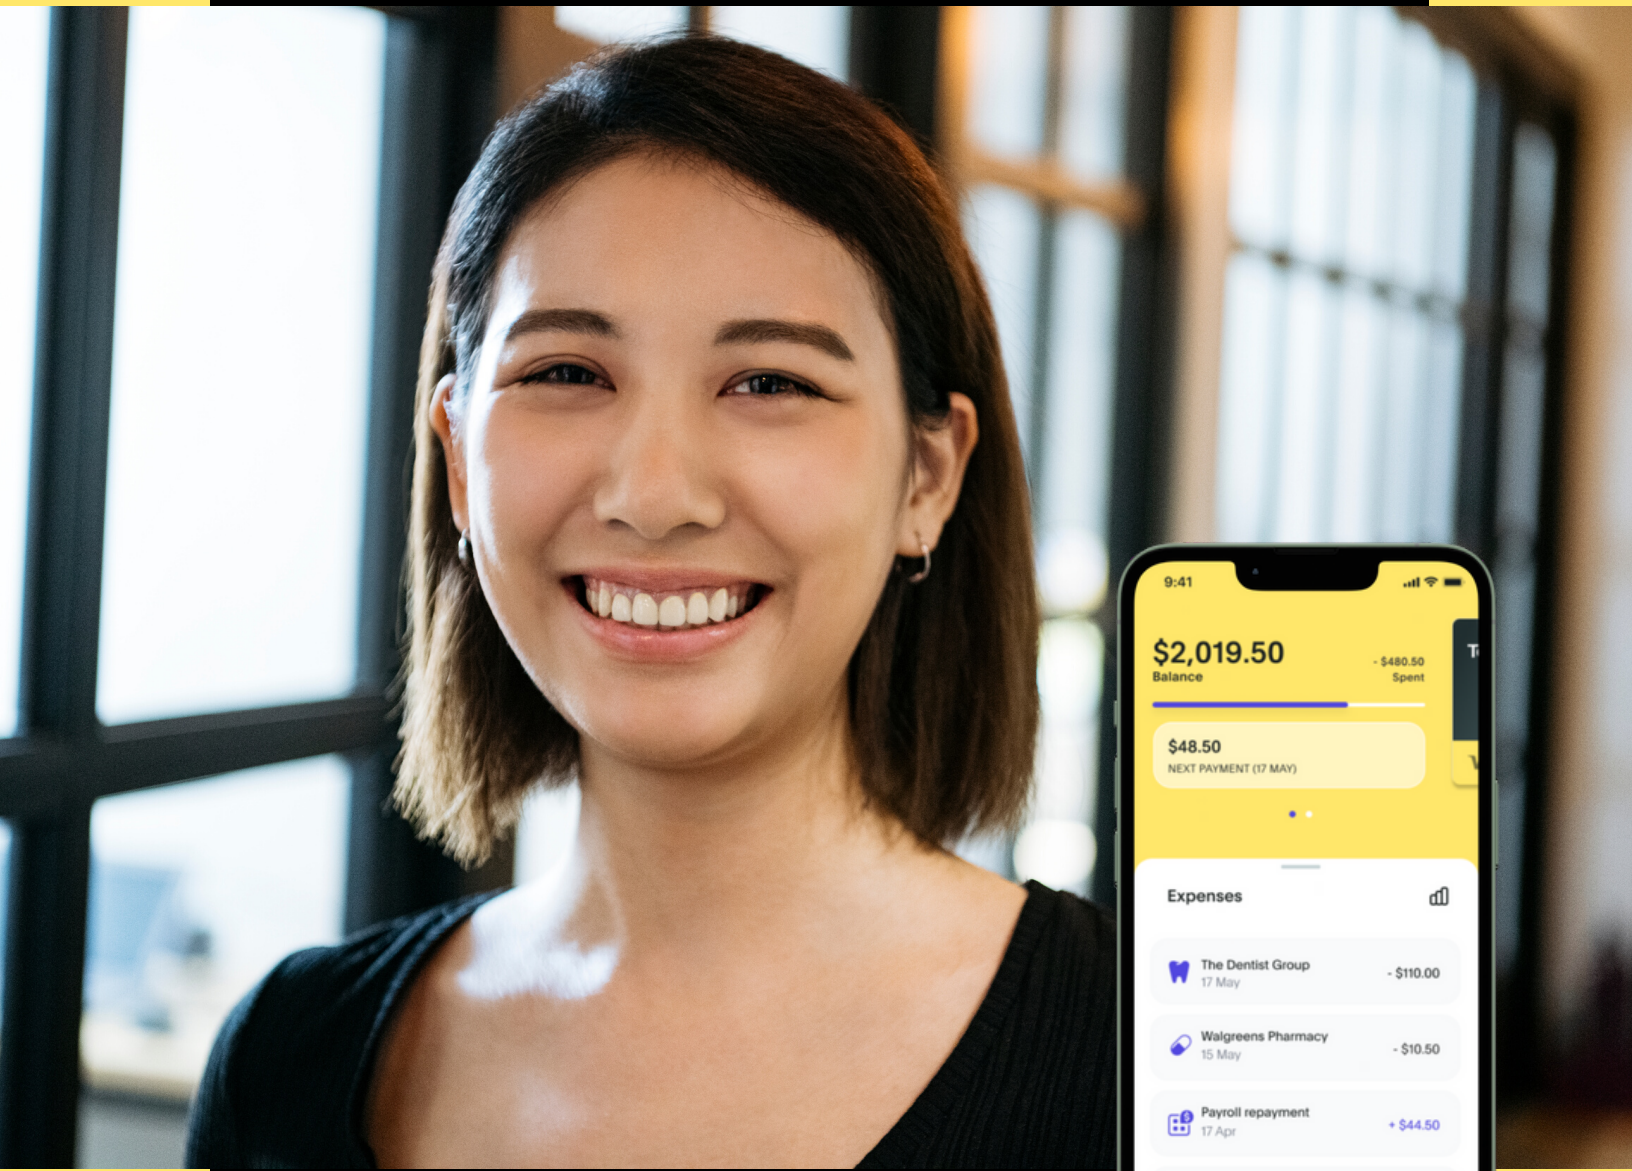 9:41
$2,019.50
Balance
- $480.50
Spent
$48.50
NEXT PAYMENT (17 MAY)
Expenses
The Dentist Group
17 May
- $110.00
Walgreens Pharmacy
15 May
- $10.50
Payroll repayment
17 Apr
+ $44.50